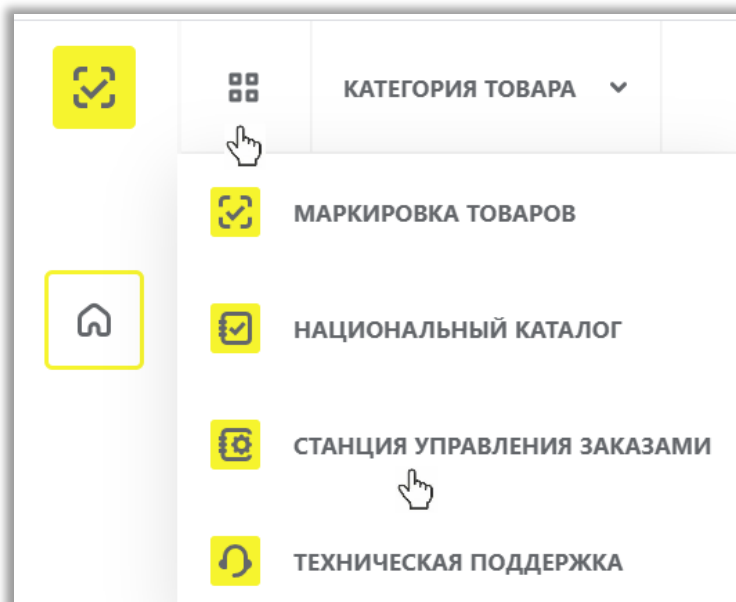 КАТЕГОРИЯ ТОВАРА
МАРКИРОВКА ТОВАРОВ
НАЦИОНАЛЬНЫЙ КАТАЛОГ
СТАНЦИЯ УПРАВЛЕНИЯ ЗАКАЗАМИ
ТЕХНИЧЕСКАЯ ПОДДЕРЖКА